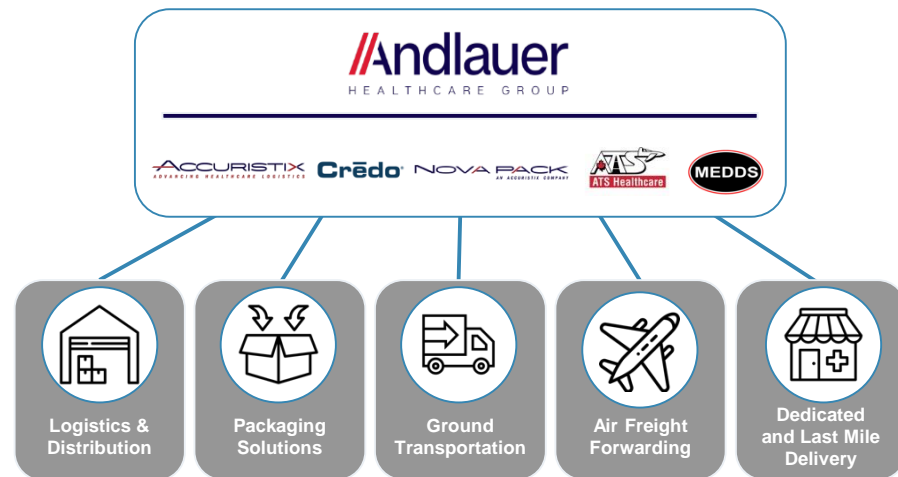 Andlauer
HEALTHCARE GROUP
ACCURISTIX
ADVANCING HEALTHCARE LOGISTICS
Crēdo®
NOVA PACK
AN ACCURISTIX COMPANY
ATS
ATS Healthcare
MEDDS
Logistics &
Distribution
Packaging
Solutions
Ground
Transportation
Air Freight
Forwarding
Dedicated
and Last Mile
Delivery